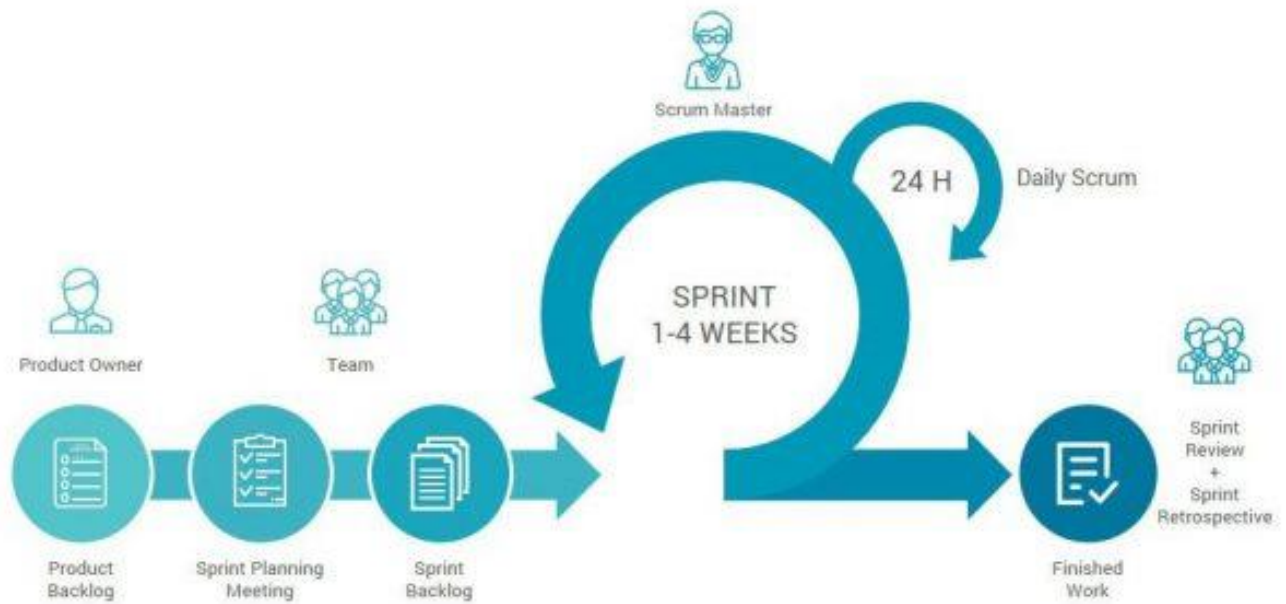 Scrum Master
24 H
Daily Scrum
SPRINT
1-4 WEEKS
Product Owner
Team
Sprint
Review
+
Sprint
Retrospective
Product
Backlog
Sprint Planning
Meeting
Sprint
Backlog
Finished
Work